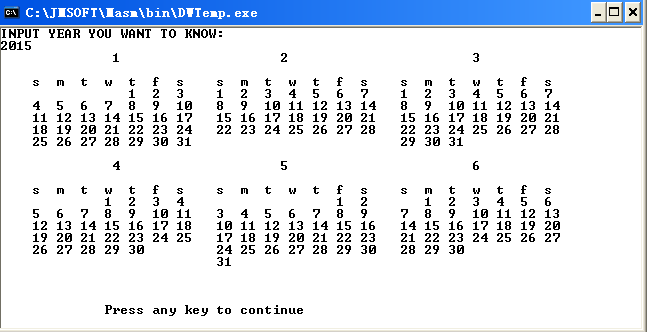 C:\JMSOFT\Masm\bin\DWTemp.exe
INPUT YEAR YOU WANT TO KNOW:
2015
1 2 3
s m t w t f s s m t w t f s s m t w t f s
1 2 3 1 2 3 4 5 6 7 1 2 3 4 5 6 7
4 5 6 7 8 9 10 8 9 10 11 12 13 14 8 9 10 11 12 13 14
11 12 13 14 15 16 17 15 16 17 18 19 20 21 15 16 17 18 19 20 21
18 19 20 21 22 23 24 22 23 24 25 26 27 28 22 23 24 25 26 27 28
25 26 27 28 29 30 31 29 30 31
4 5 6
s m t w t f s s m t w t f s s m t w t f s
1 2 3 4 1 2 1 2 3 4 5 6
5 6 7 8 9 10 11 3 4 5 6 7 8 9 7 8 9 10 11 12 13
12 13 14 15 16 17 18 10 11 12 13 14 15 16 14 15 16 17 18 19 20
19 20 21 22 23 24 25 17 18 19 20 21 22 23 21 22 23 24 25 26 27
26 27 28 29 30 24 25 26 27 28 29 30 28 29 30
31
Press any key to continue